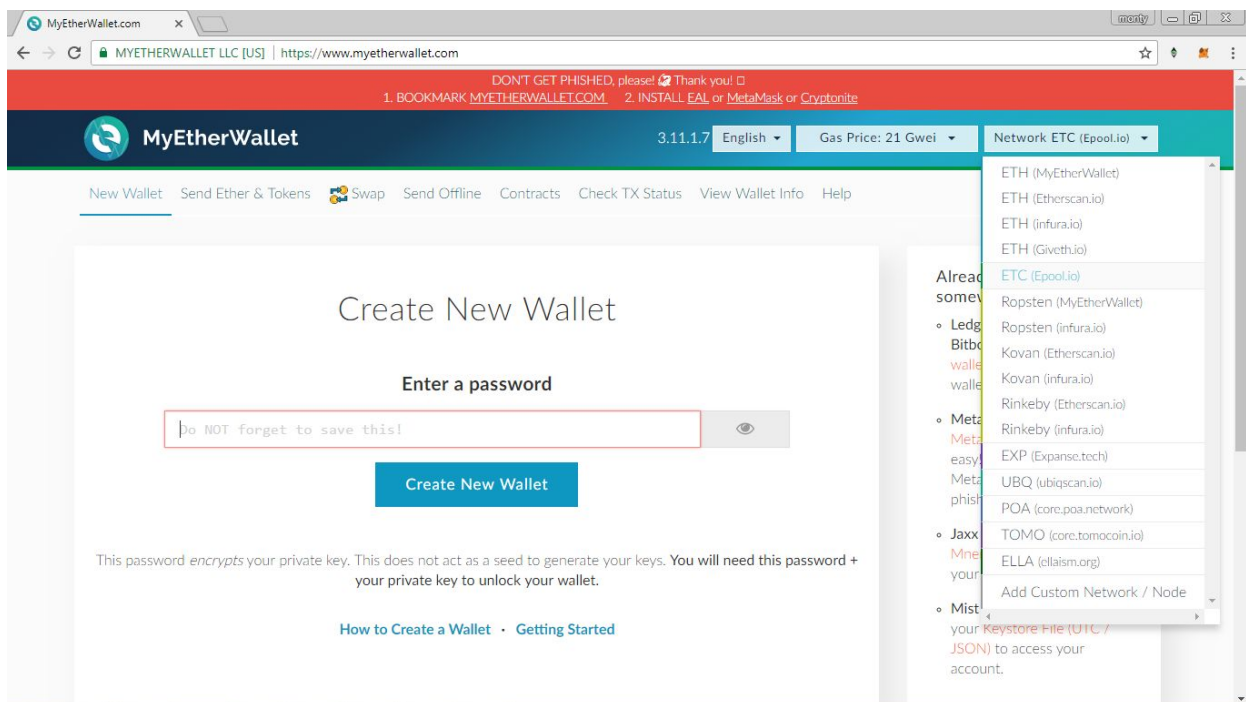 MyEtherWallet.com
monty
MYETHERWALLET LLC [US] | https://www.myetherwallet.com
DON'T GET PHISHED, please! Thank you!
1. BOOKMARK MYETHERWALLET.COM 2. INSTALL EAL or MetaMask or Cryptonite
MyEtherWallet
3.11.1.7 English Gas Price: 21 Gwei Network ETC (Epool.io)
New Wallet Send Ether & Tokens Swap Send Offline Contracts Check TX Status View Wallet Info Help
Create New Wallet
Enter a password
Do NOT forget to save this!
Create New Wallet
This password encrypts your private key. This does not act as a seed to generate your keys. You will need this password +
your private key to unlock your wallet.
How to Create a Wallet · Getting Started
ETH (MyEtherWallet)
ETH (Etherscan.io)
ETH (infura.io)
ETH (Giveth.io)
ETC (Epool.io)
Ropsten (MyEtherWallet)
Ropsten (infura.io)
Kovan (Etherscan.io)
Kovan (infura.io)
Rinkeby (Etherscan.io)
Rinkeby (infura.io)
EXP (Expanse.tech)
UBQ (ubiqscan.io)
POA (core.poa.network)
TOMO (core.tomocoin.io)
ELLA (ellaism.org)
Add Custom Network / Node
Jaxx
your
your Keystore File (UTC /
JSON) to access your
account.